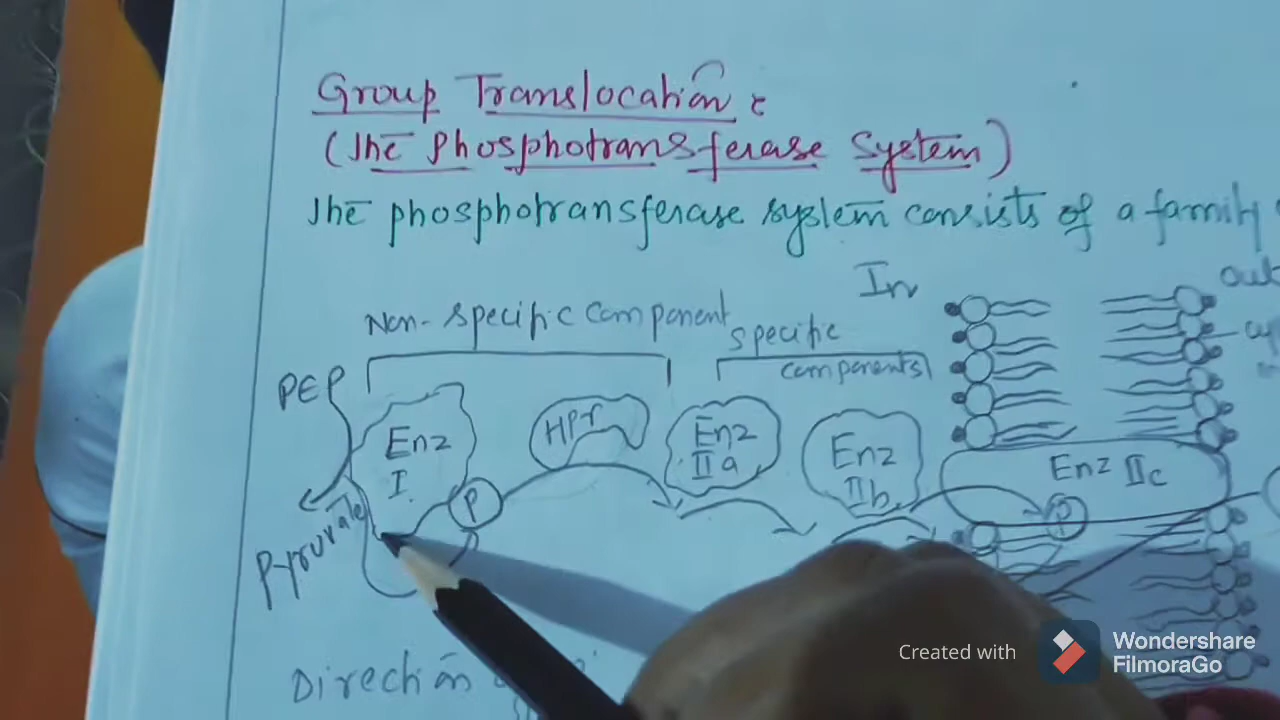 Group Translocation :
(The Phosphotransferase System)
The phosphotransferase system consists of a family
In
out
Non-specific component
specific
components
PEP
Enz
I
HPr
Enz
IIa
Enz
IIb
Enz IIc
P
P
Pyruvate
Direction
Created with
Wondershare
FilmoraGo